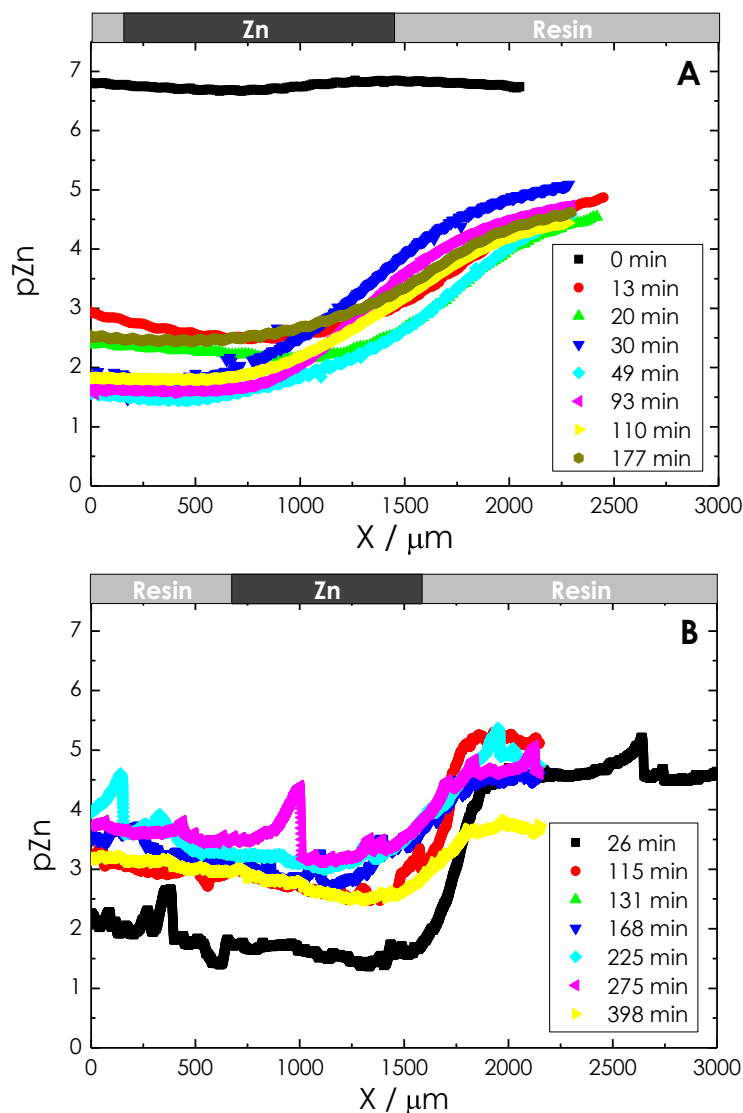 Zn Resin
A
7
6
5
4
3
2
1
0
pZn
0 min
13 min
20 min
30 min
49 min
93 min
110 min
177 min
0 500 1000 1500 2000 2500 3000
X / μm
Resin Zn Resin
B
7
6
5
4
3
2
1
0
pZn
26 min
115 min
131 min
168 min
225 min
275 min
398 min
0 500 1000 1500 2000 2500 3000
X / μm